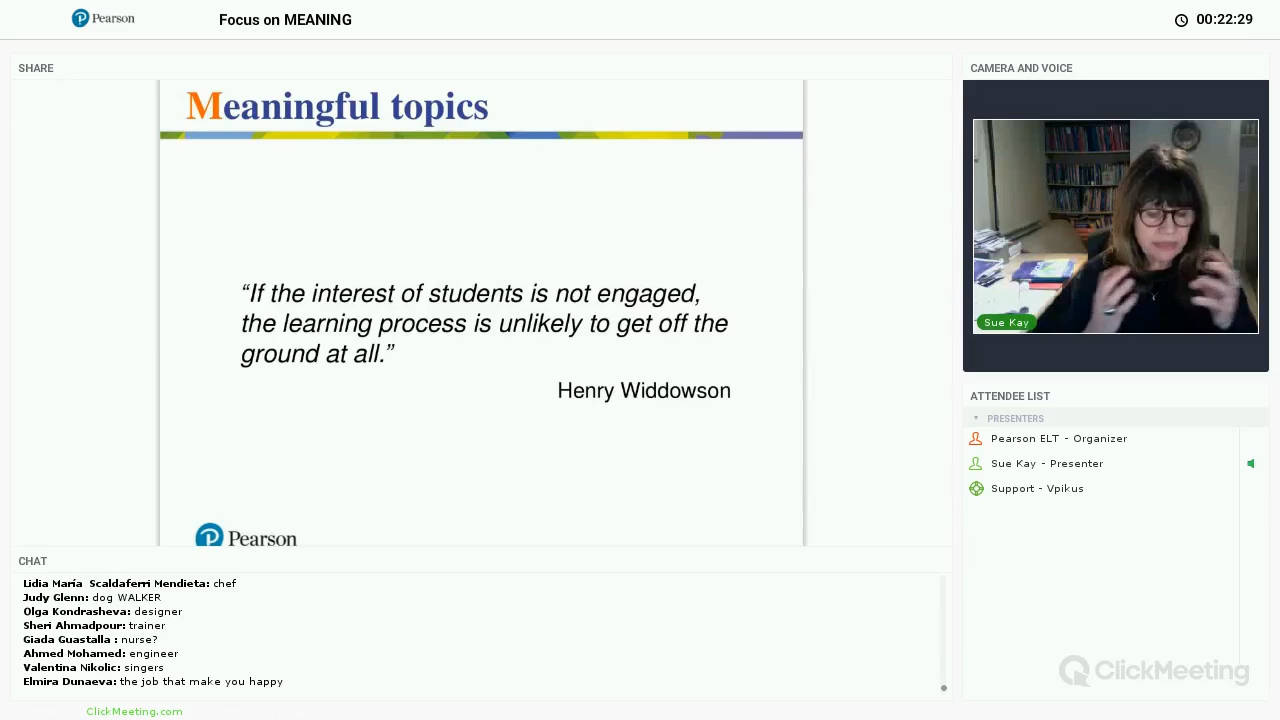 Pearson
Focus on MEANING
00:22:29
SHARE
Meaningful topics
“If the interest of students is not engaged,
the learning process is unlikely to get off the
ground at all.”
Henry Widdowson
Pearson
CAMERA AND VOICE
Sue Kay
ATTENDEE LIST
PRESENTERS
Pearson ELT - Organizer
Sue Kay - Presenter
Support - Vpikus
CHAT
Lidia María Scaldaferri Mendieta: chef
Judy Glenn: dog WALKER
Olga Kondrasheva: designer
Sheri Ahmadpour: trainer
Giada Guastalla : nurse?
Ahmed Mohamed: engineer
Valentina Nikolic: singers
Elmira Dunaeva: the job that make you happy
ClickMeeting
ClickMeeting.com